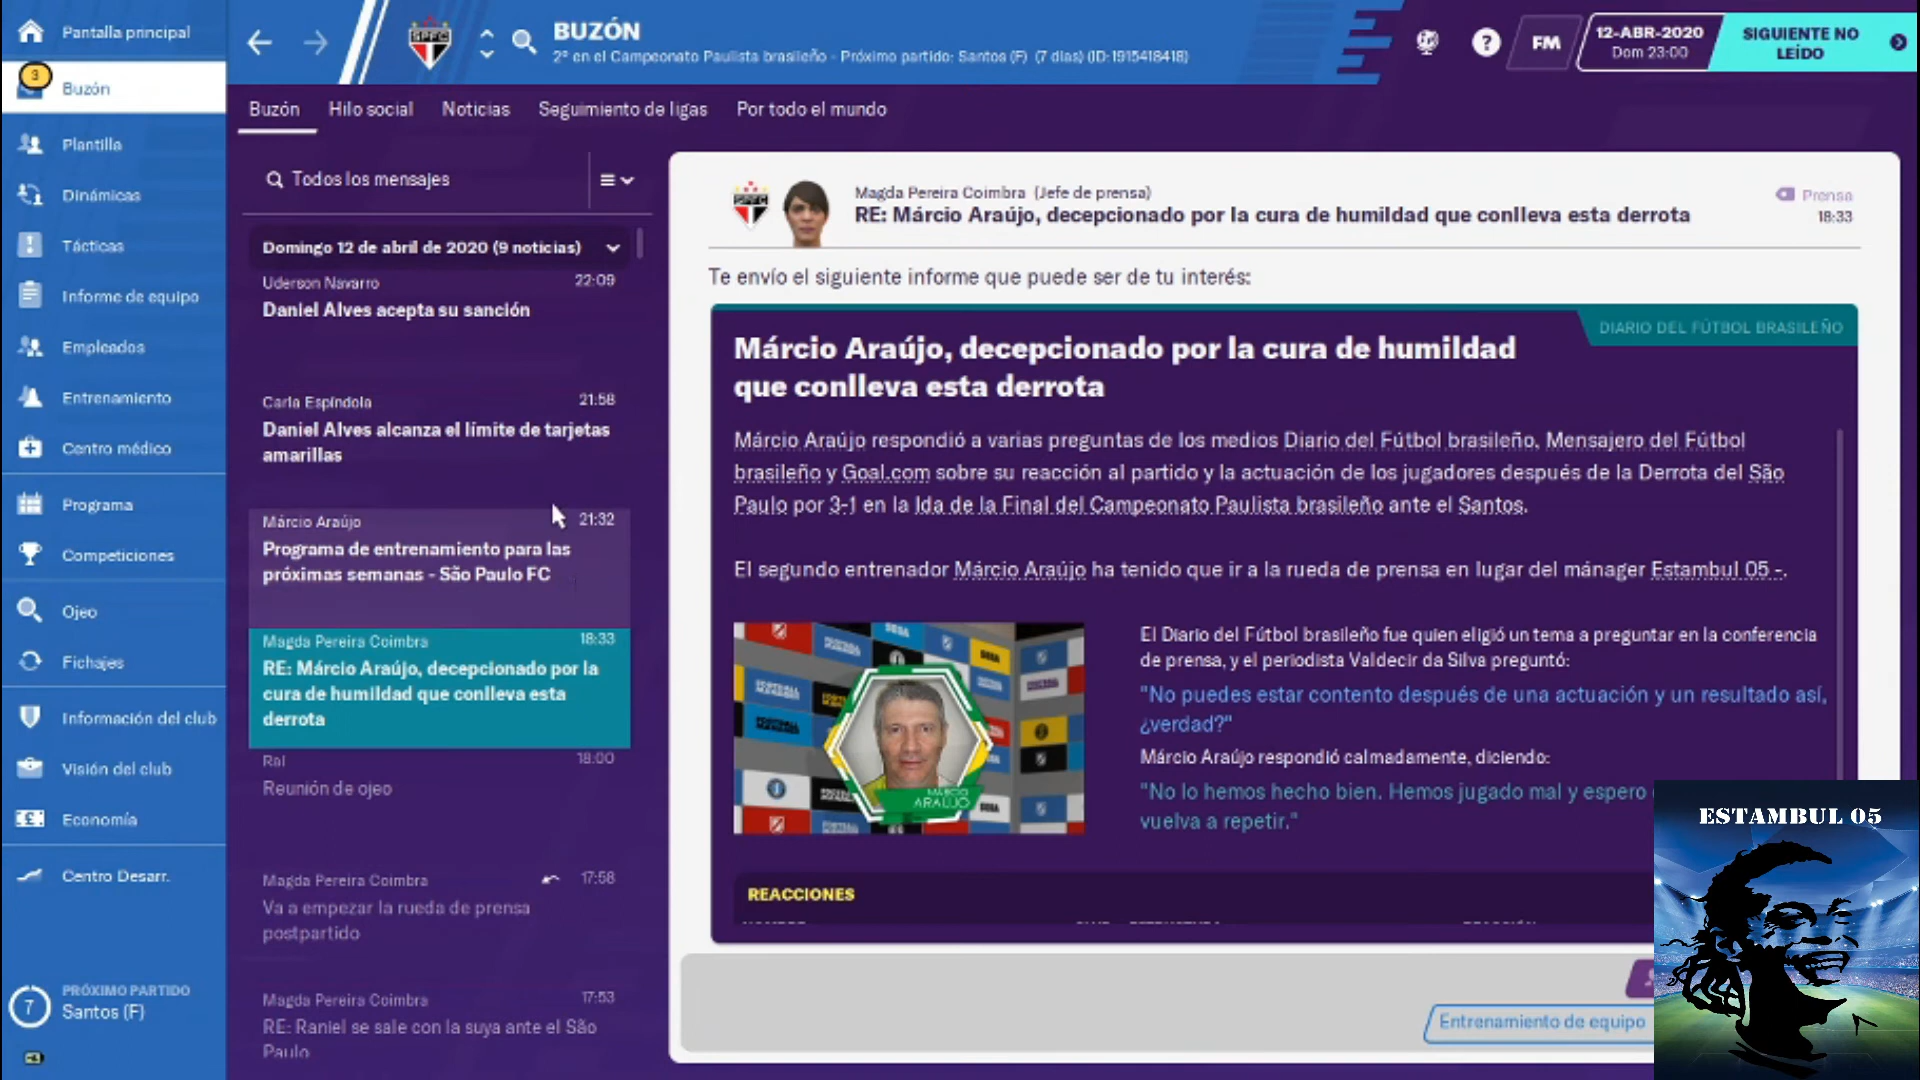 Pantalla principal
3
Buzón
Plantilla
Dinámicas
Tácticas
Informe de equipo
Empleados
Entrenamiento
Centro médico
Programa
Competiciones
Ojeo
Fichajes
Información del club
Visión del club
Economía
Centro Desarr.
7
PRÓXIMO PARTIDO
Santos (F)
SPFC
BUZÓN
2º en el Campeonato Paulista brasileño - Próximo partido: Santos (F) (7 días) (ID:1915418418)
?
FM
12-ABR-2020
Dom 23:00
SIGUIENTE NO
LEÍDO
Buzón Hilo social Noticias Seguimiento de ligas Por todo el mundo
Todos los mensajes
Domingo 12 de abril de 2020 (9 noticias)
Uderson Navarro 22:09
Daniel Alves acepta su sanción
Carla Espíndola 21:58
Daniel Alves alcanza el límite de tarjetas
amarillas
Márcio Araújo 21:32
Programa de entrenamiento para las
próximas semanas - São Paulo FC
Magda Pereira Coimbra 18:33
RE: Márcio Araújo, decepcionado por la
cura de humildad que conlleva esta
derrota
Raí 18:00
Reunión de ojeo
Magda Pereira Coimbra 17:58
Va a empezar la rueda de prensa
postpartido
Magda Pereira Coimbra 17:53
RE: Raniel se sale con la suya ante el São
Paulo
SPFC
Magda Pereira Coimbra (Jefe de prensa)
RE: Márcio Araújo, decepcionado por la cura de humildad que conlleva esta derrota
Prensa
18:33
Te envío el siguiente informe que puede ser de tu interés:
DIARIO DEL FÚTBOL BRASILEÑO
Márcio Araújo, decepcionado por la cura de humildad
que conlleva esta derrota
Márcio Araújo respondió a varias preguntas de los medios Diario del Fútbol brasileño, Mensajero del Fútbol
brasileño y Goal.com sobre su reacción al partido y la actuación de los jugadores después de la Derrota del São
Paulo por 3-1 en la Ida de la Final del Campeonato Paulista brasileño ante el Santos.
El segundo entrenador Márcio Araújo ha tenido que ir a la rueda de prensa en lugar del mánager Estambul 05 -.
MÁRCIO
ARAÚJO
El Diario del Fútbol brasileño fue quien eligió un tema a preguntar en la conferencia
de prensa, y el periodista Valdecir da Silva preguntó:
"No puedes estar contento después de una actuación y un resultado así,
¿verdad?"
Márcio Araújo respondió calmadamente, diciendo:
"No lo hemos hecho bien. Hemos jugado mal y espero
vuelva a repetir."
REACCIONES
Entrenamiento de equipo
ESTAMBUL 05